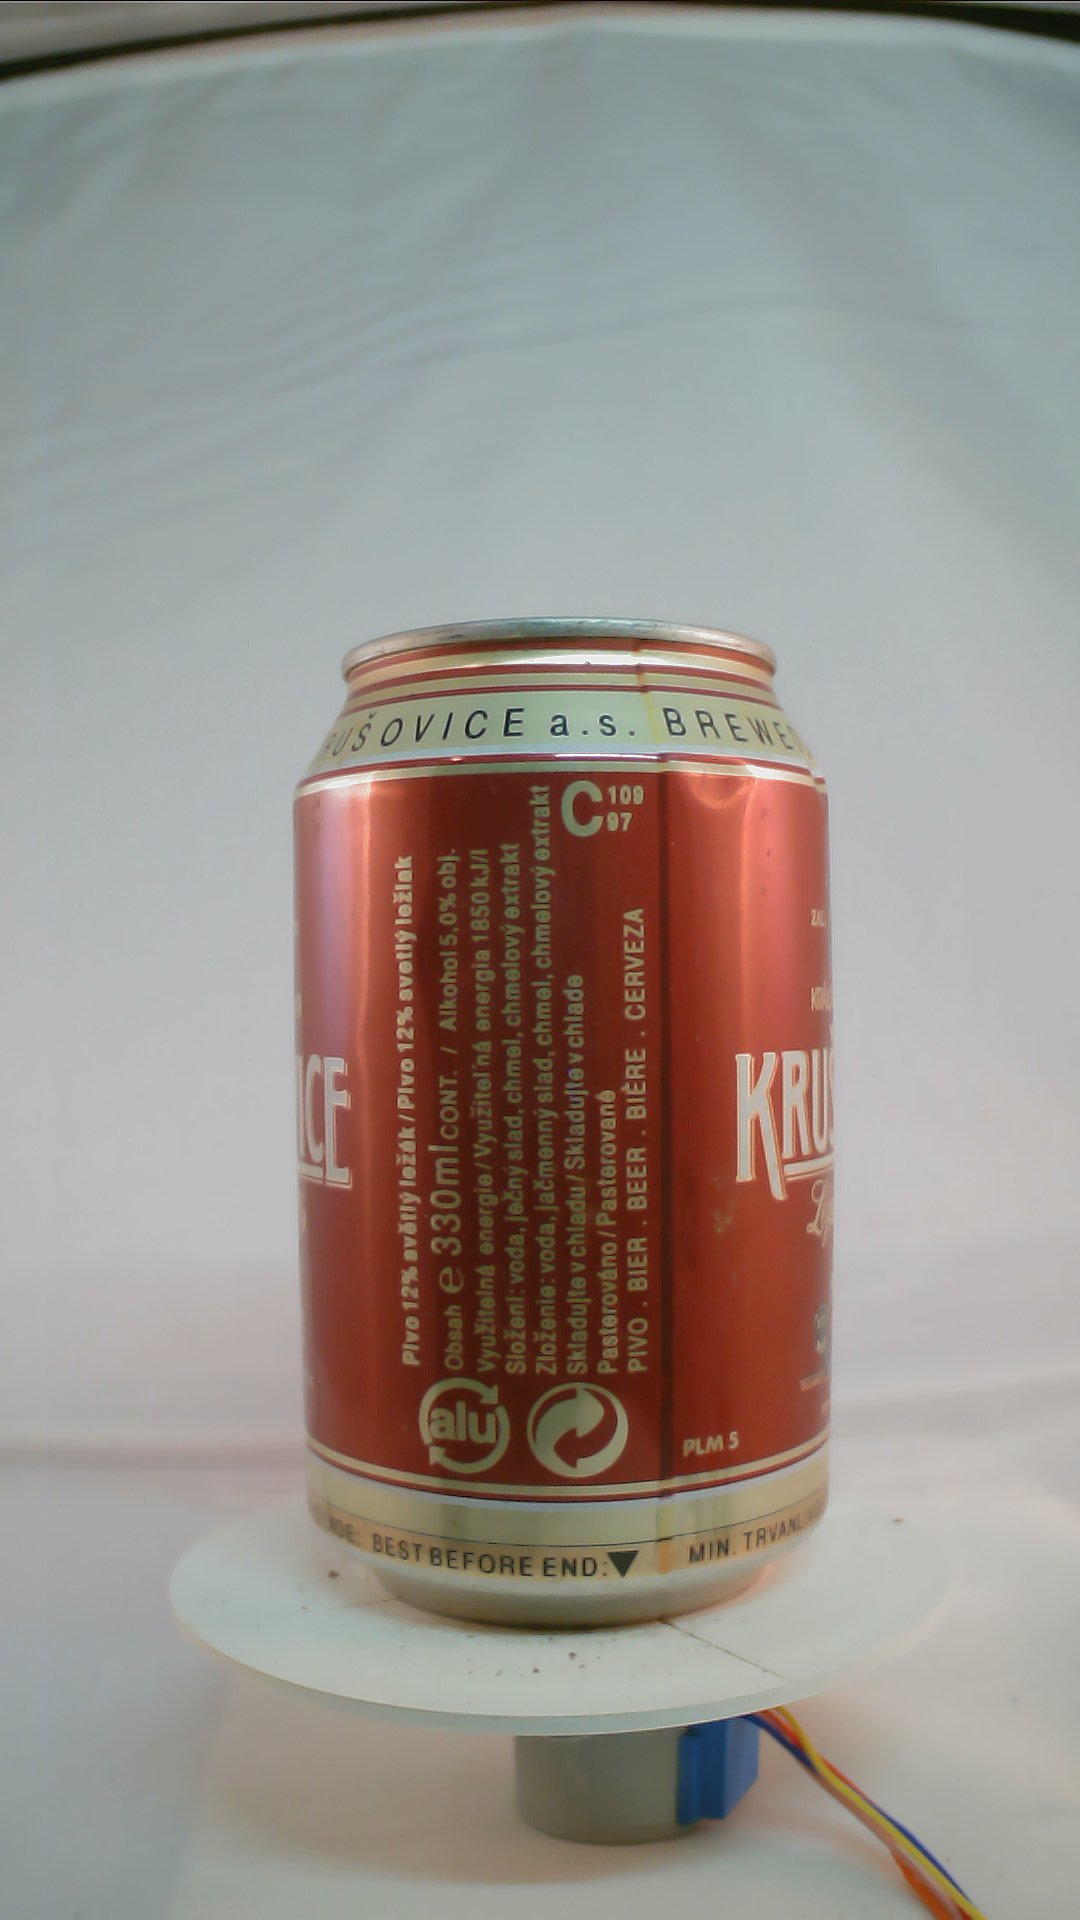 RUŠOVICE a.s. BREWE
C 109
97
Pivo 12% světlý ležák / Pivo 12% svetlý ležiak
Obsah e 330ml CONT. / Alkohol 5,0% obj.
Využitelná energie / Využiteľná energia 1850 kJ/l
Složení: voda, ječný slad, chmel, chmelový extrakt
Zloženie: voda, jačmenný slad, chmel, chmelový extrakt
Skladujte v chladu / Skladujte v chlade
Pasterováno / Pasterované
PIVO . BIER . BEER . BIÈRE . CERVEZA
ICE
KRUŠ
alu
PLM 5
NDE: BEST BEFORE END: MIN. TRVANL